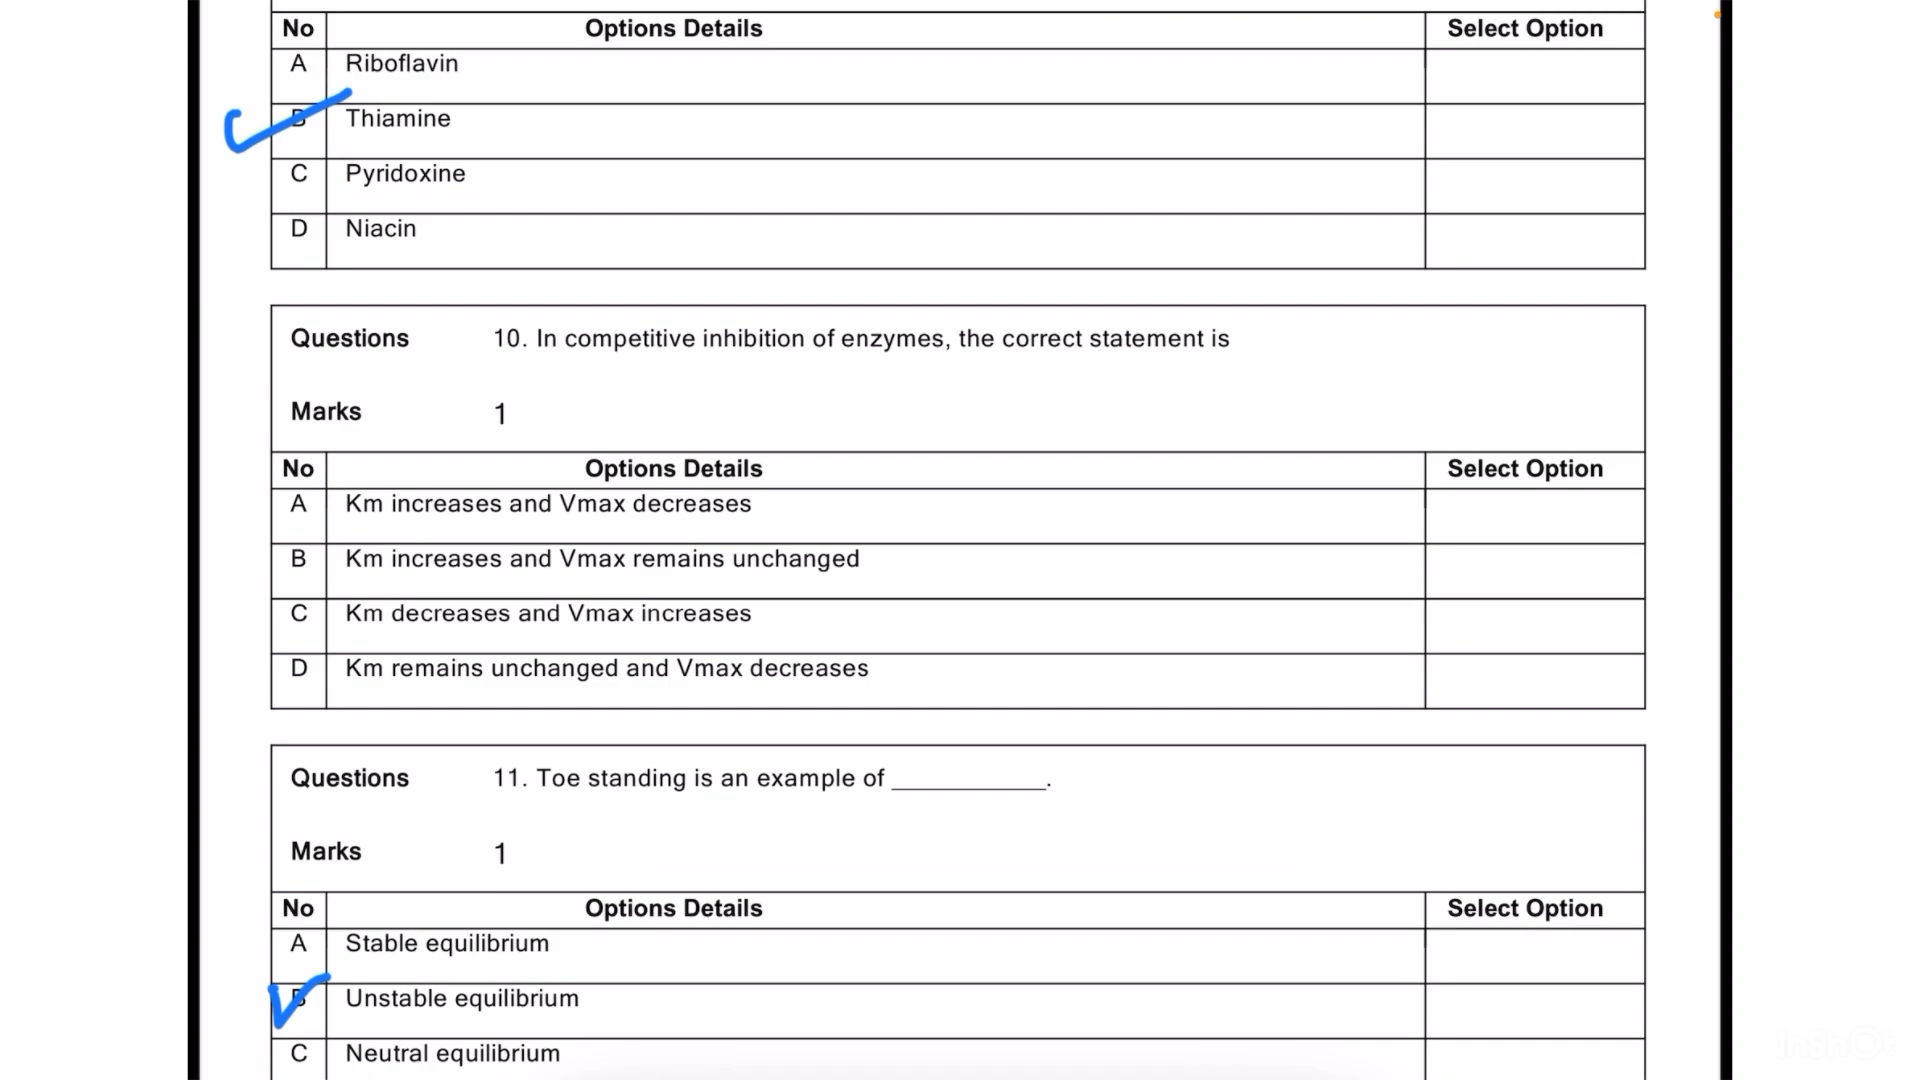 No Options Details Select Option
A Riboflavin
B Thiamine
C Pyridoxine
D Niacin
Questions 10. In competitive inhibition of enzymes, the correct statement is
Marks 1
No Options Details Select Option
A Km increases and Vmax decreases
B Km increases and Vmax remains unchanged
C Km decreases and Vmax increases
D Km remains unchanged and Vmax decreases
Questions 11. Toe standing is an example of ___________.
Marks 1
No Options Details Select Option
A Stable equilibrium
B Unstable equilibrium
C Neutral equilibrium
InShOt